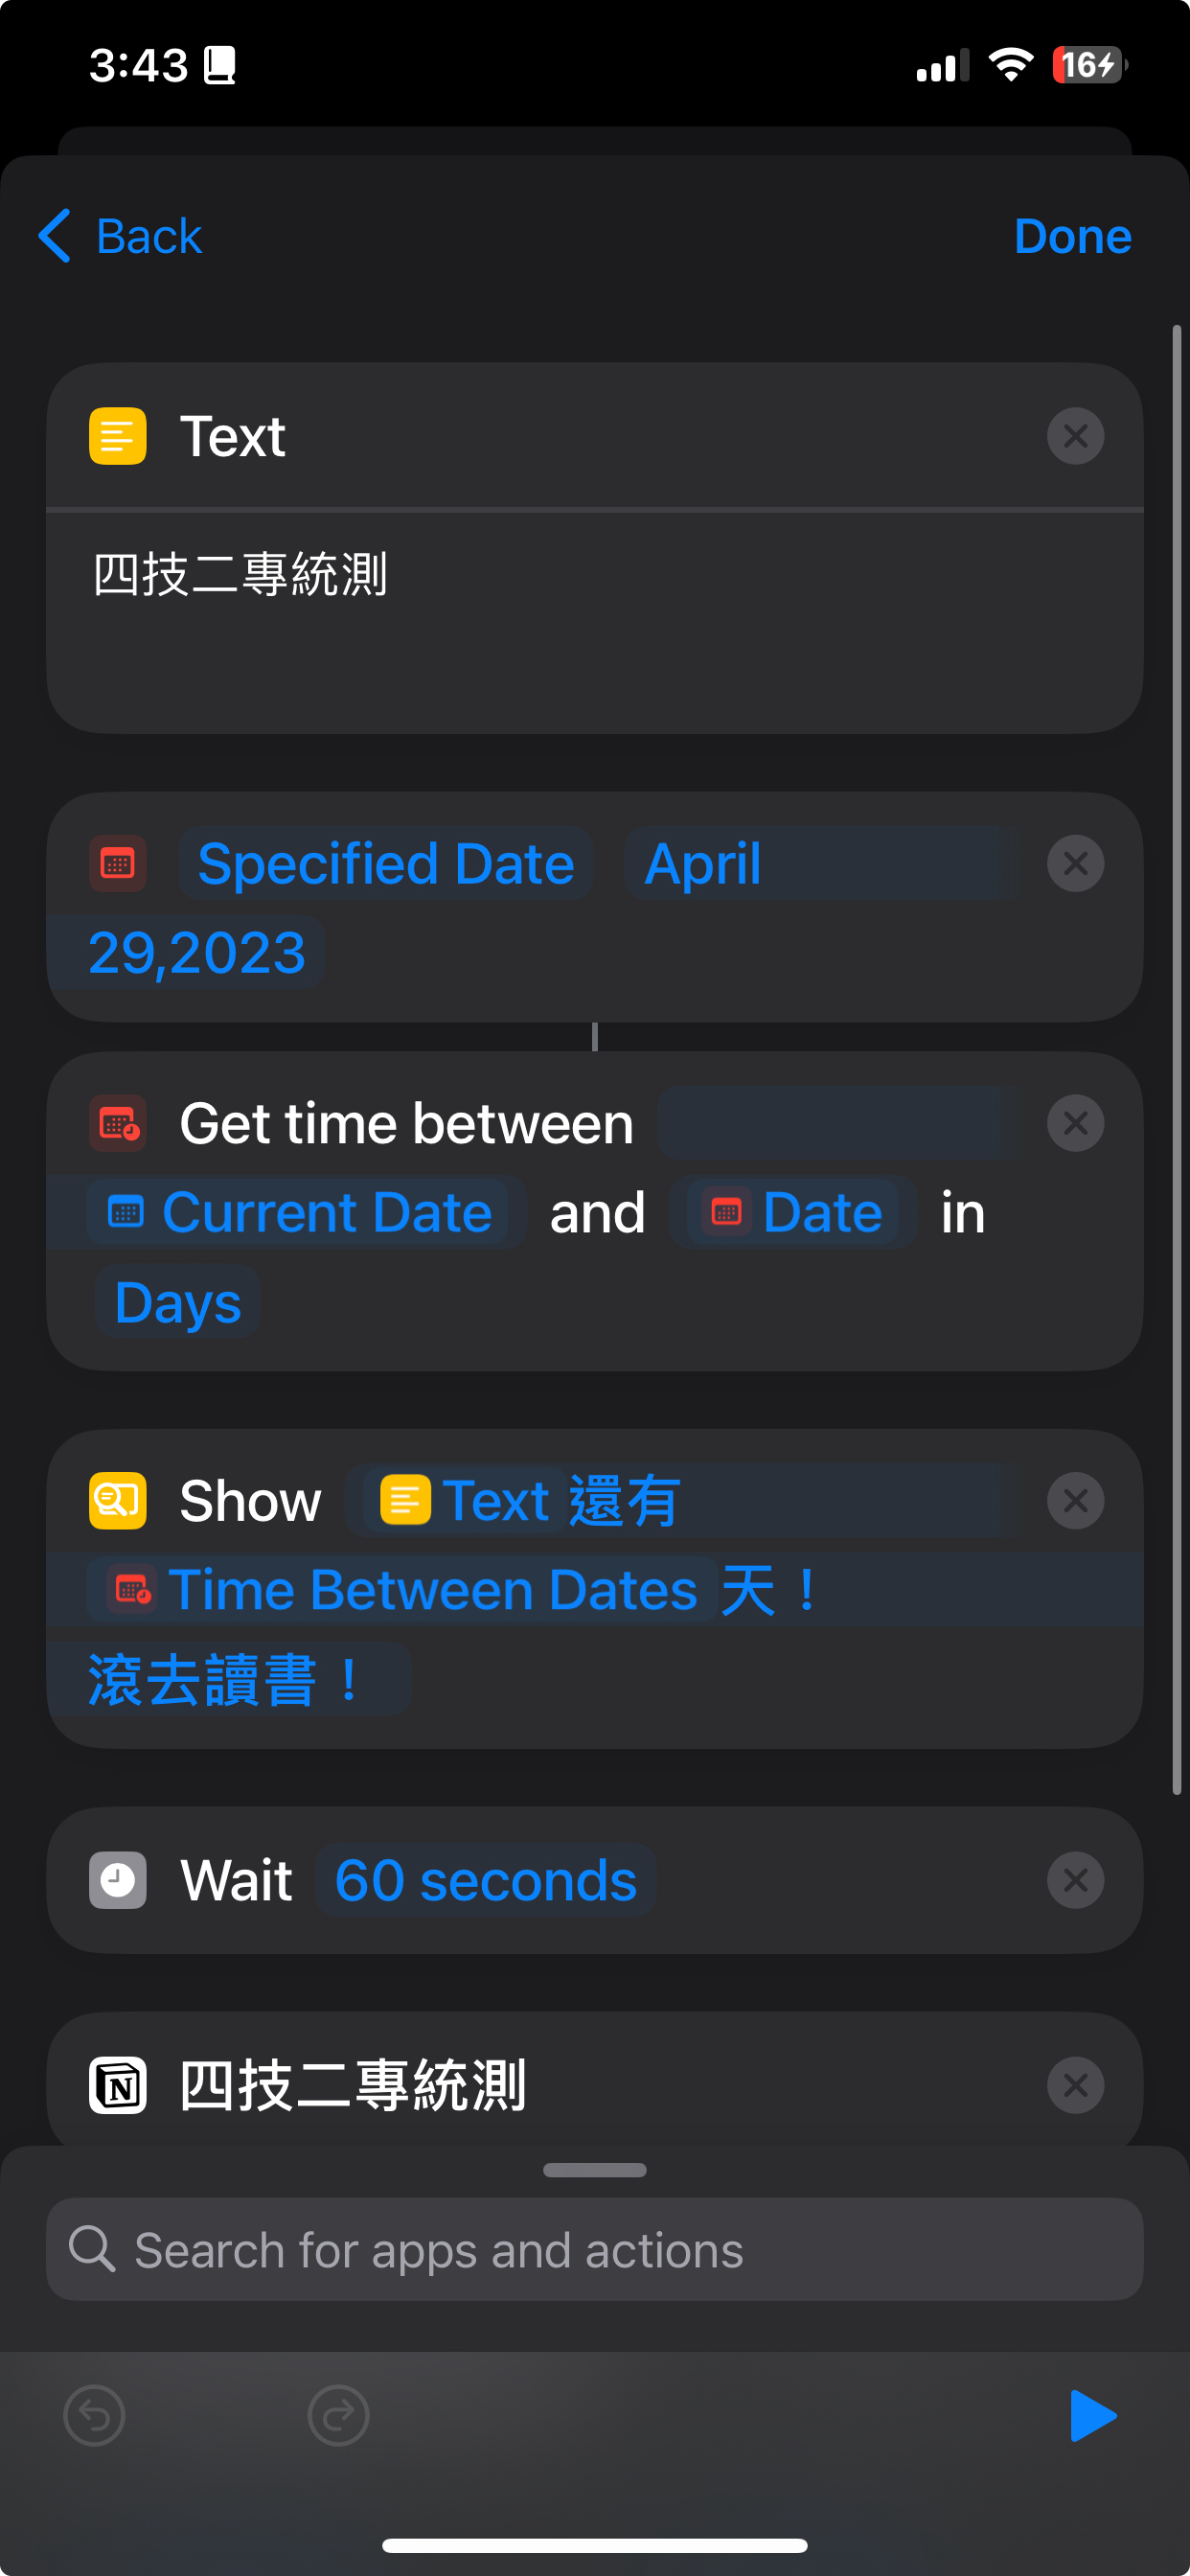 3:43
16
Back
Done
Text
四技二專統測
Specified Date April
29,2023
Get time between
Current Date and Date in
Days
Show Text 還有
Time Between Dates 天！
滾去讀書！
Wait 60 seconds
四技二專統測
Search for apps and actions